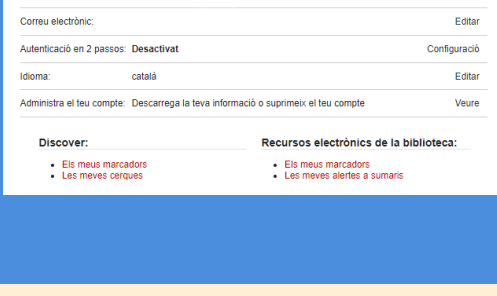 Correu electrònic: Editar
Autenticació en 2 passos: Desactivat Configuració
Idioma: català Editar
Administra el teu compte: Descarrega la teva informació o suprimeix el teu compte Veure
Discover: Recursos electrònics de la biblioteca:
Els meus marcadors Els meus marcadors
Les meves cerques Les meves alertes a sumaris